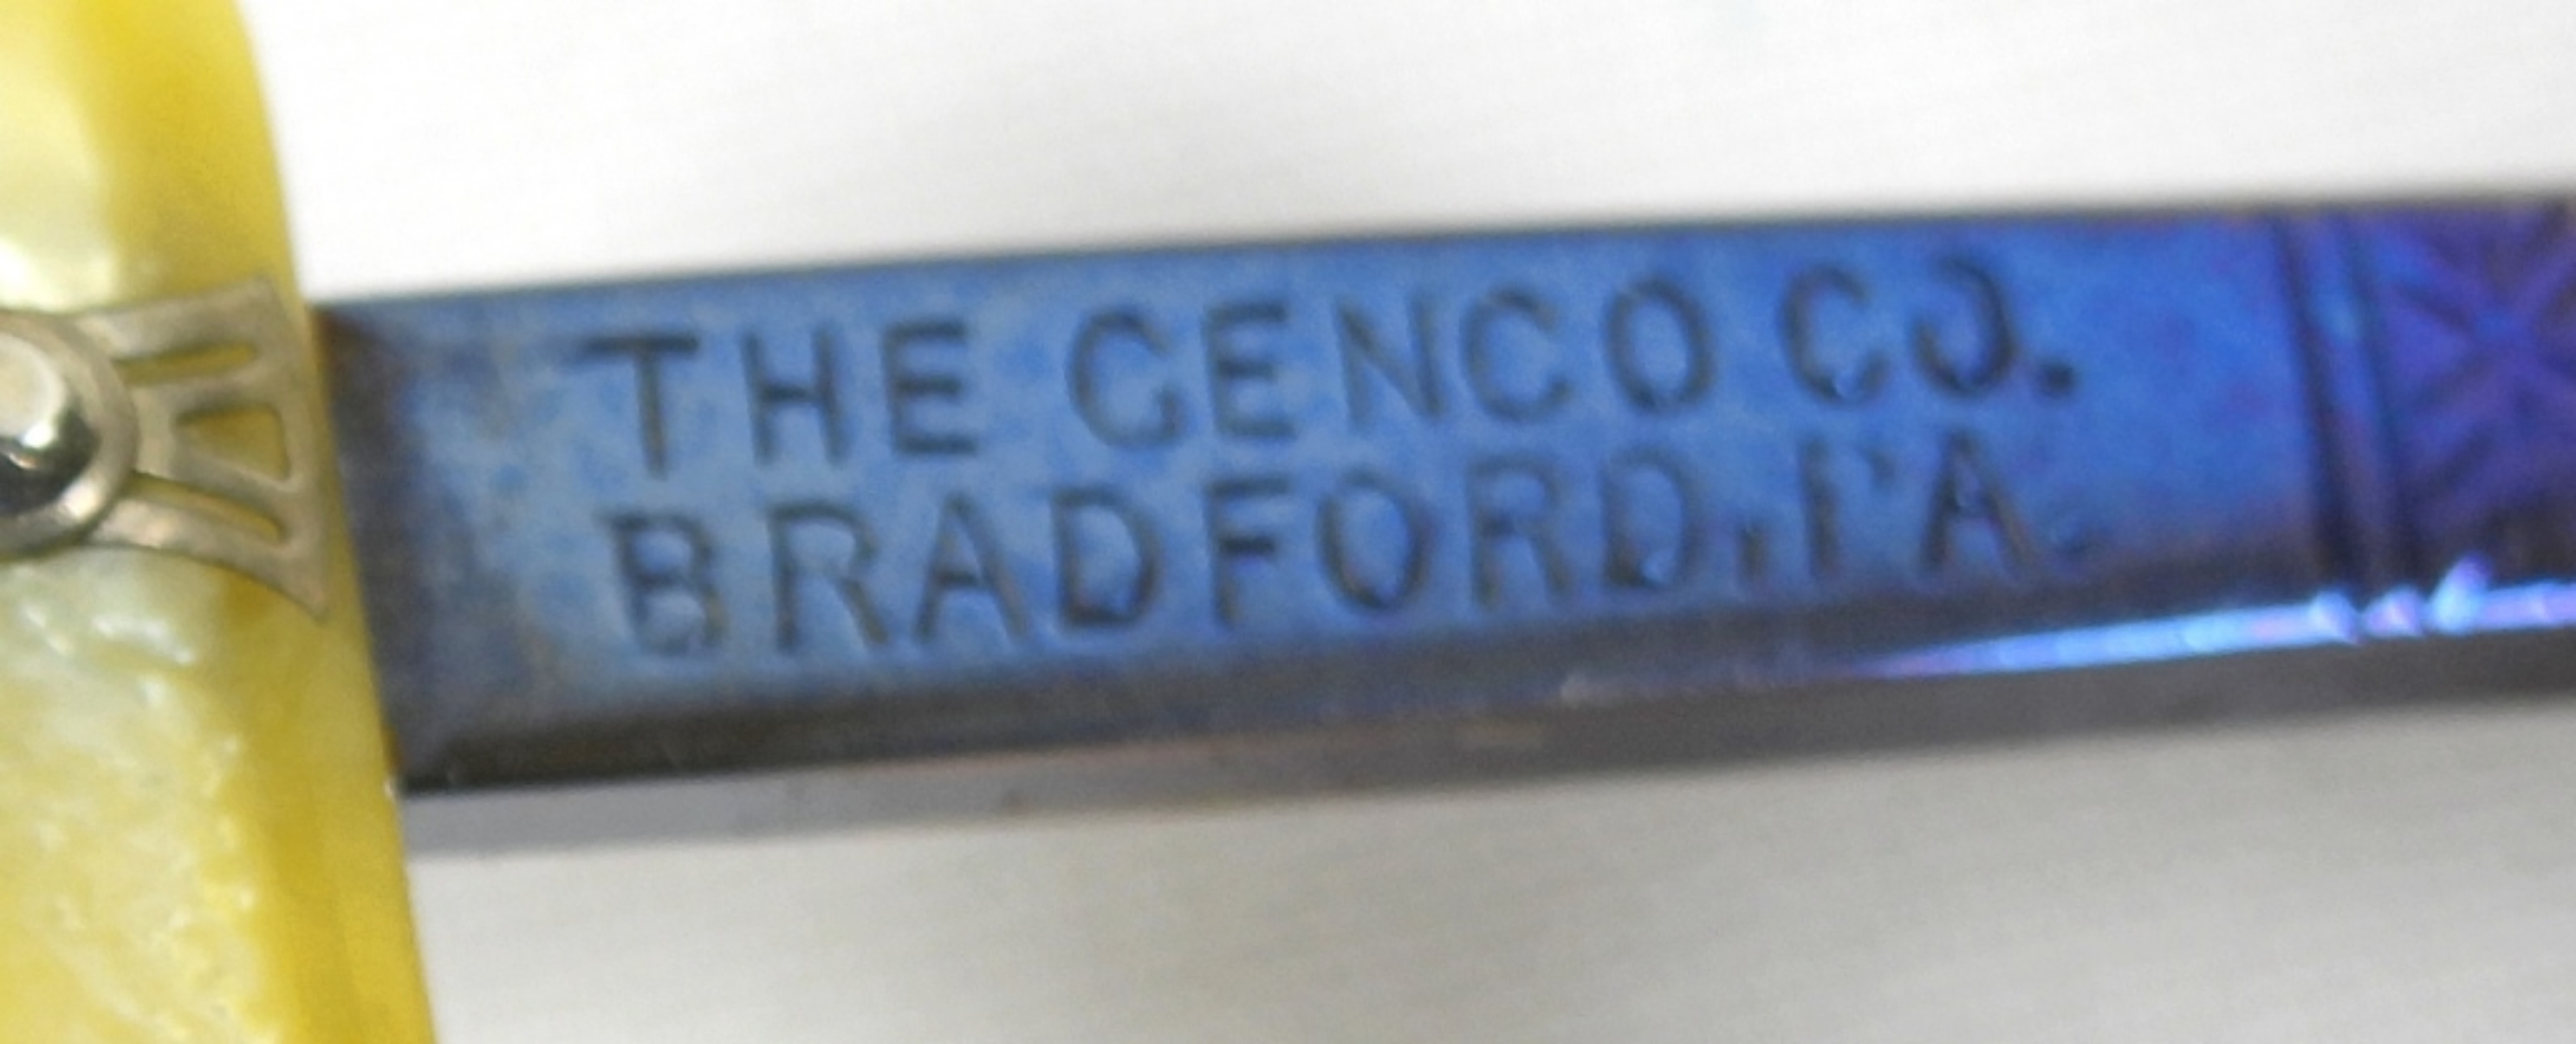 THE GENCO CO.
BRADFORD, PA.